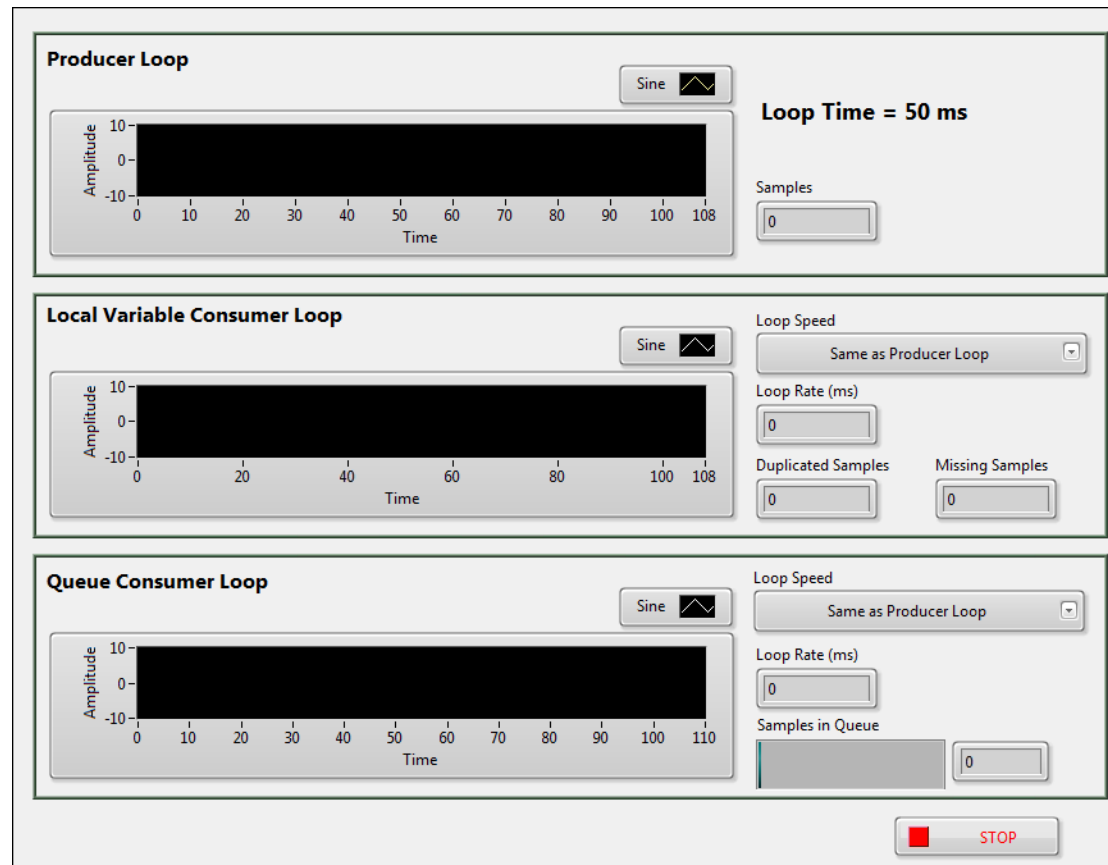 Producer Loop
Sine
Loop Time = 50 ms
Amplitude
10
0
-10
0 10 20 30 40 50 60 70 80 90 100 108
Time
Samples
0
Local Variable Consumer Loop
Sine
Loop Speed
Same as Producer Loop
Amplitude
10
0
-10
0 20 40 60 80 100 108
Time
Loop Rate (ms)
0
Duplicated Samples Missing Samples
0 0
Queue Consumer Loop
Sine
Loop Speed
Same as Producer Loop
Amplitude
10
0
-10
0 10 20 30 40 50 60 70 80 90 100 110
Time
Loop Rate (ms)
0
Samples in Queue
0
STOP